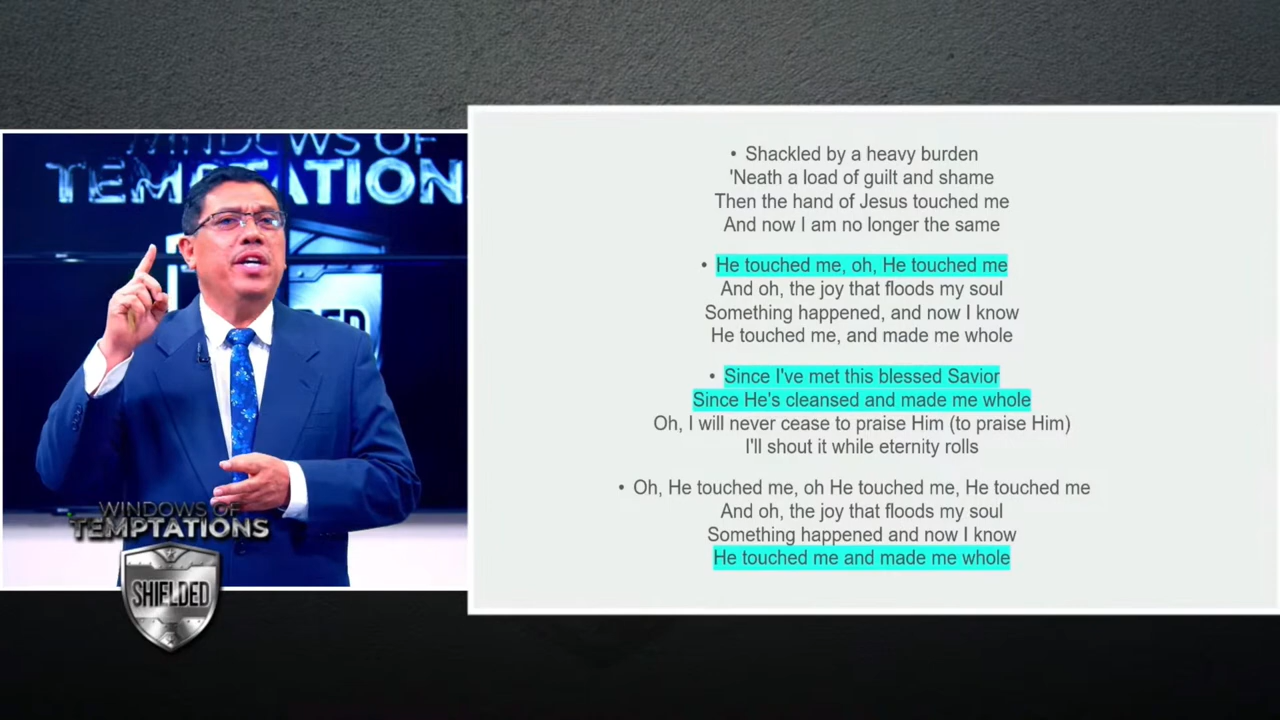 WINDOWS OF
TEMPTATIONS
WINDOWS OF
TEMPTATIONS
SHIELDED
• Shackled by a heavy burden
'Neath a load of guilt and shame
Then the hand of Jesus touched me
And now I am no longer the same
• He touched me, oh, He touched me
And oh, the joy that floods my soul
Something happened, and now I know
He touched me, and made me whole
• Since I've met this blessed Savior
Since He's cleansed and made me whole
Oh, I will never cease to praise Him (to praise Him)
I'll shout it while eternity rolls
• Oh, He touched me, oh He touched me, He touched me
And oh, the joy that floods my soul
Something happened and now I know
He touched me and made me whole